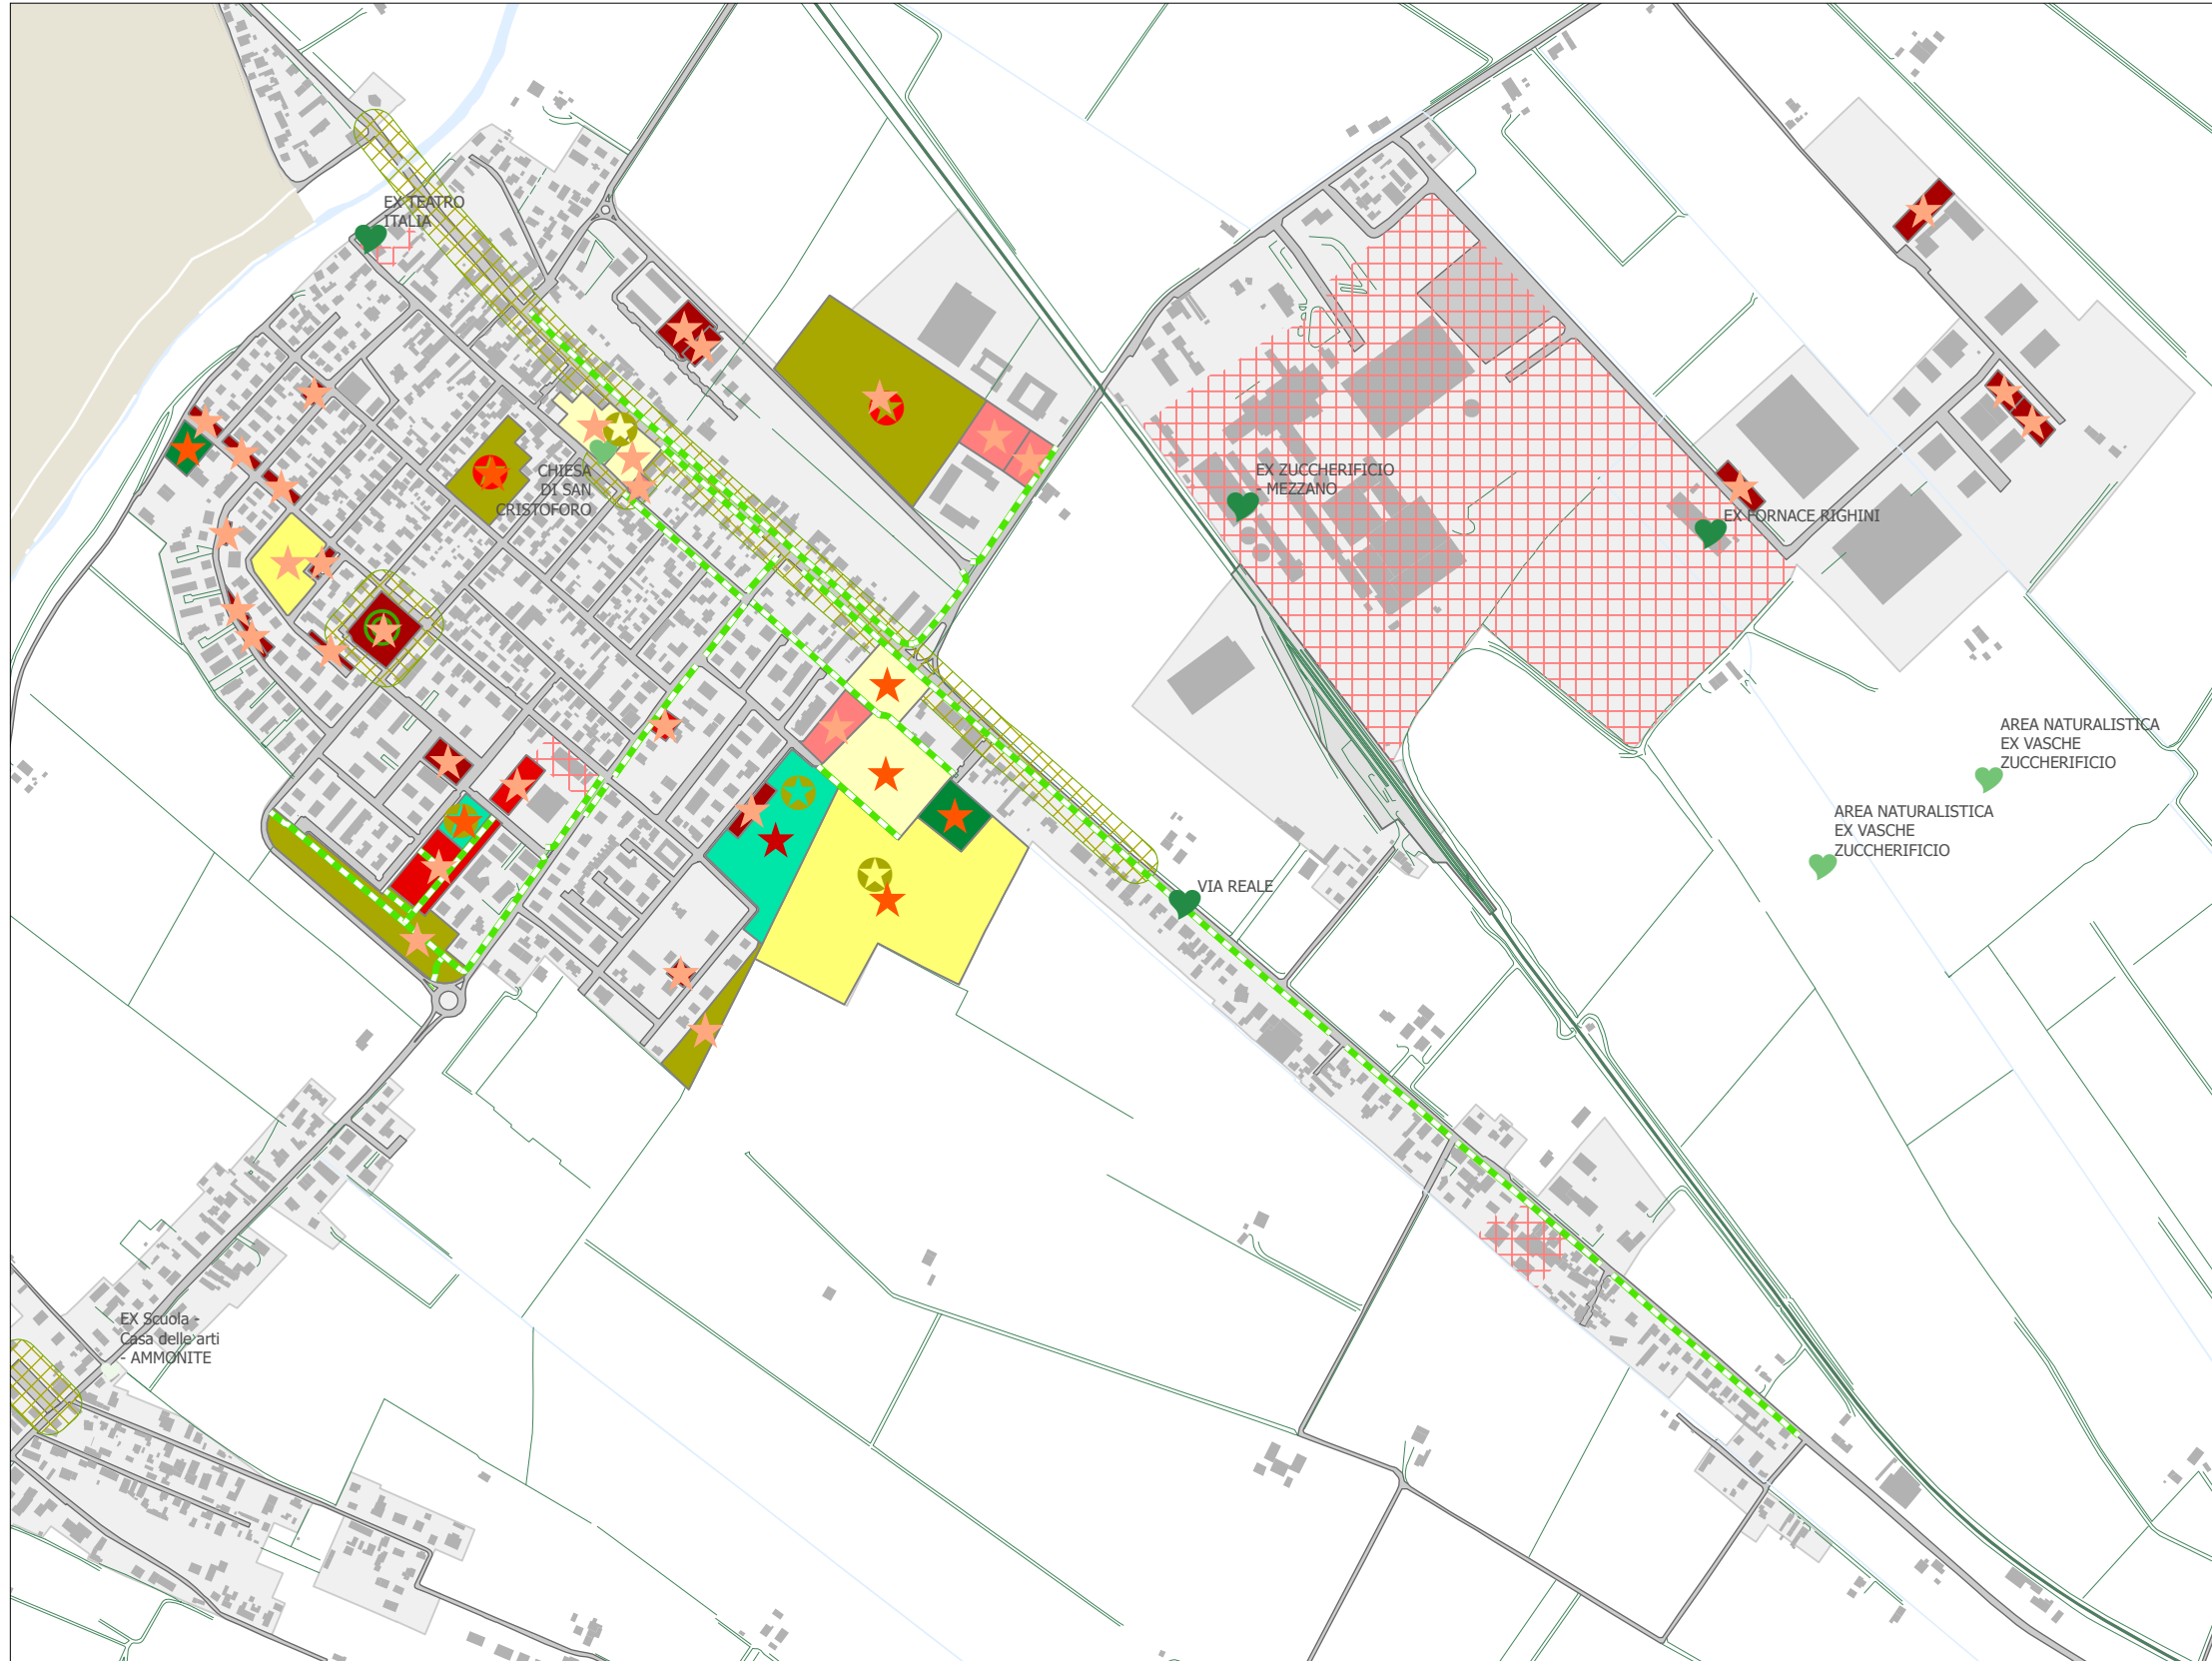 EX TEATRO
ITALIA
CHIESA
DI SAN
CRISTOFORO
EX ZUCCHERIFICIO
- MEZZANO
EX FORNACE RIGHINI
AREA NATURALISTICA
EX VASCHE
ZUCCHERIFICIO
AREA NATURALISTICA
EX VASCHE
ZUCCHERIFICIO
VIA REALE
EX Scuola -
Casa delle arti
- AMMONITE